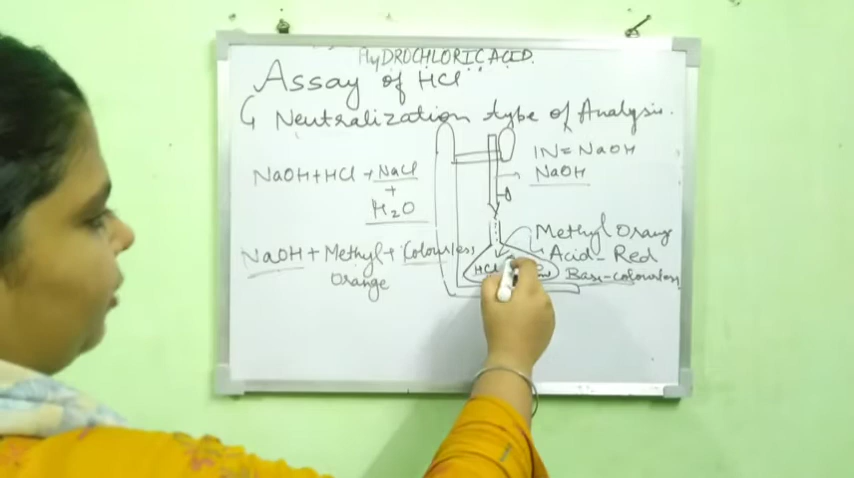 HYDROCHLORIC ACID.
Assay of HCl
Neutralization type of Analysis.
NaOH + HCl → NaCl
+
H2O
1N = NaOH
NaOH
Methyl Orange
Acid - Red
Base - colourless
NaOH + Methyl + Colourless
Orange
HCl